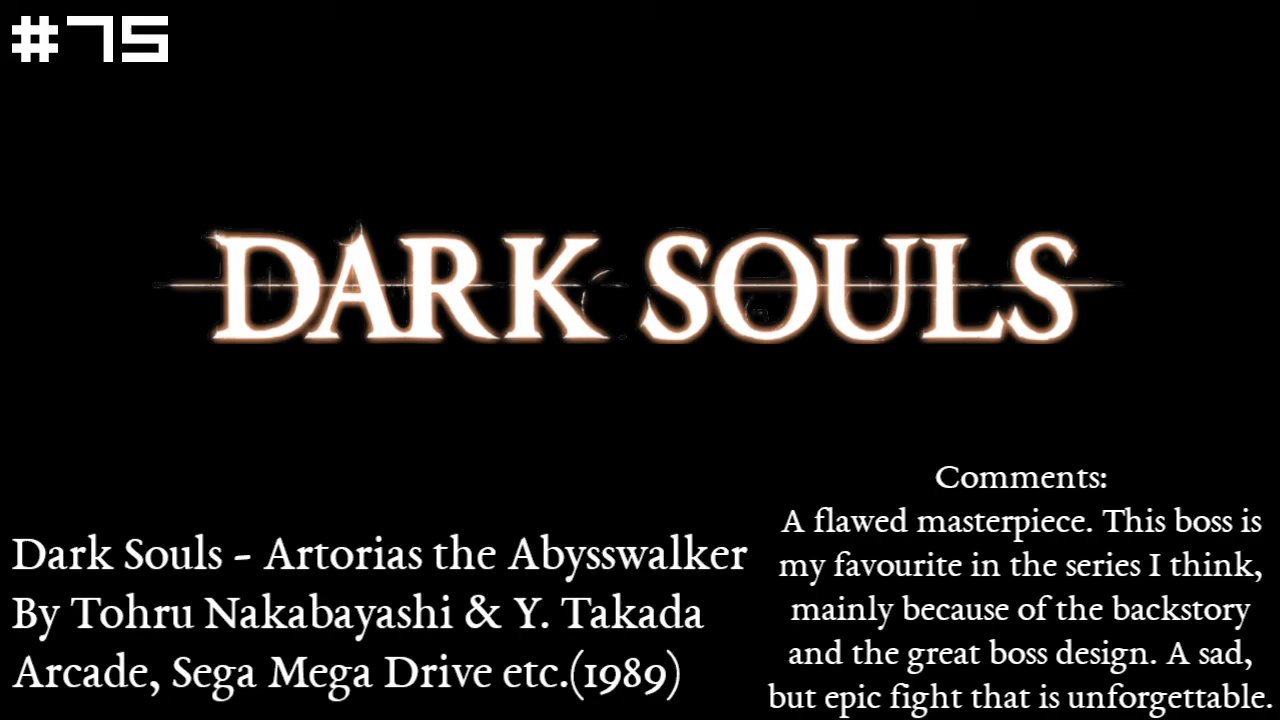 #75
DARK SOULS
Comments:
A flawed masterpiece. This boss is
my favourite in the series I think,
mainly because of the backstory
and the great boss design. A sad,
but epic fight that is unforgettable.
Dark Souls - Artorias the Abysswalker
By Tohru Nakabayashi & Y. Takada
Arcade, Sega Mega Drive etc.(1989)